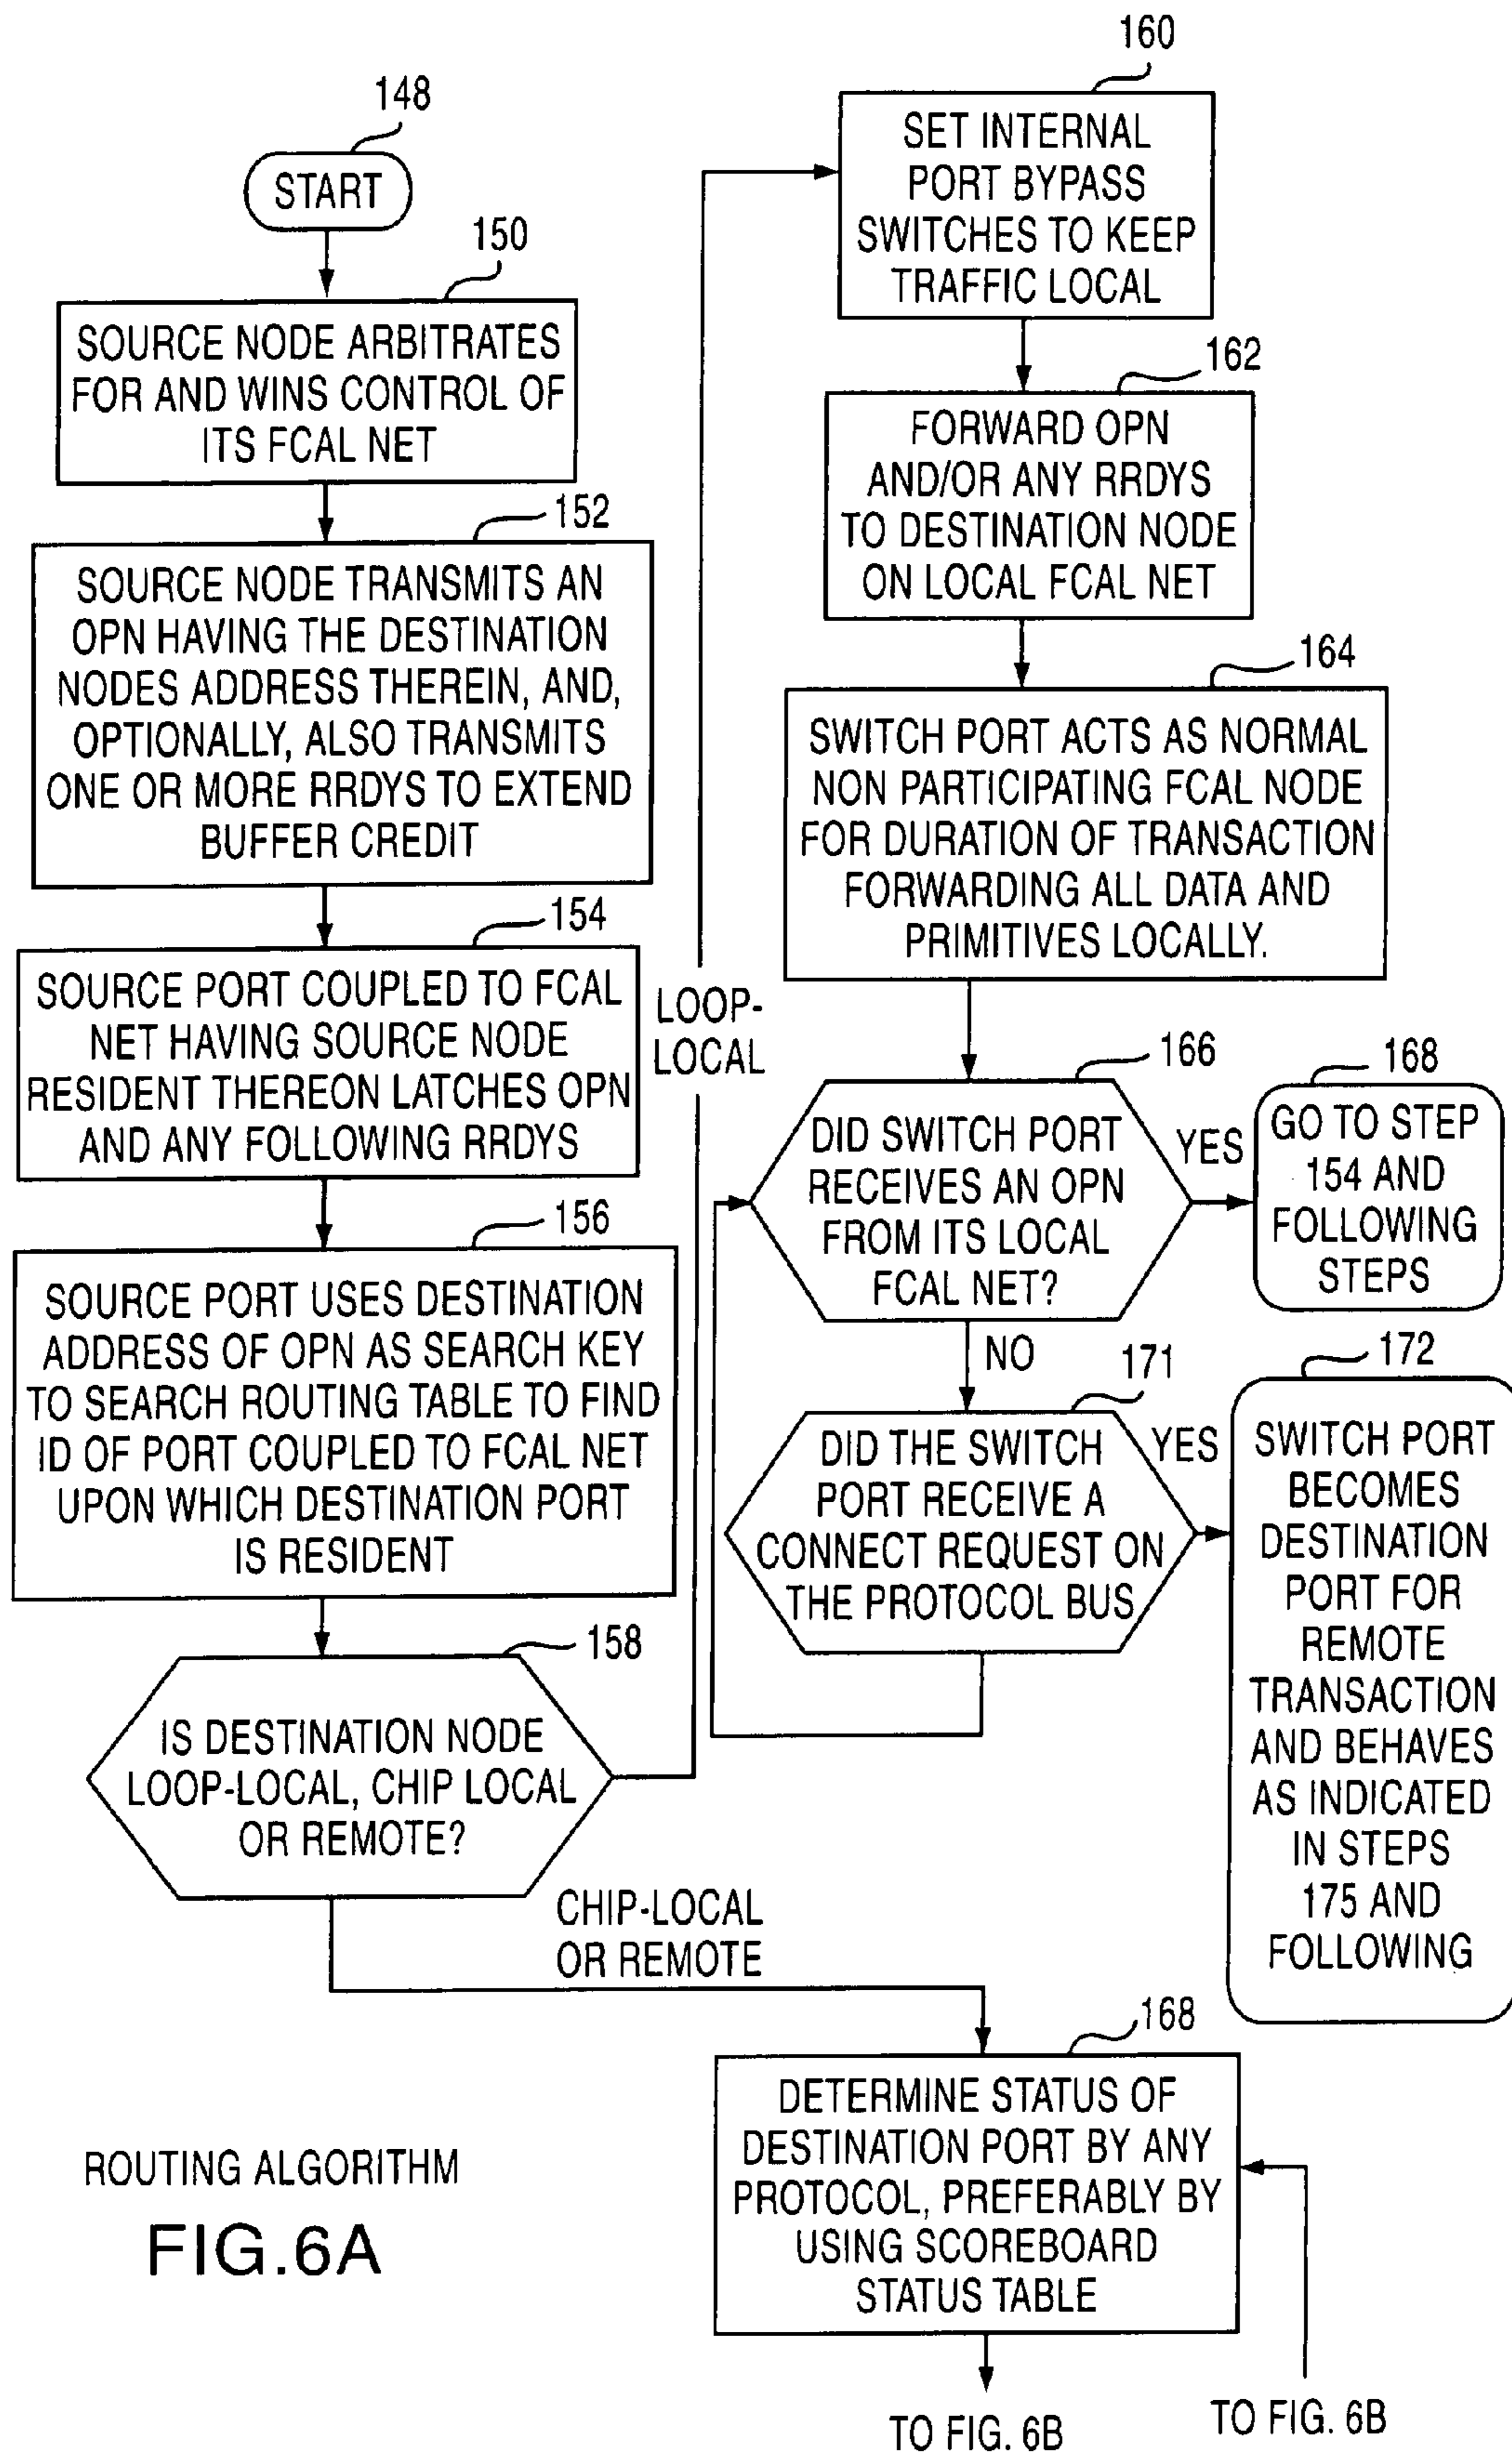 148
START
150
SOURCE NODE ARBITRATES
FOR AND WINS CONTROL OF
ITS FCAL NET
152
SOURCE NODE TRANSMITS AN
OPN HAVING THE DESTINATION
NODES ADDRESS THEREIN, AND,
OPTIONALLY, ALSO TRANSMITS
ONE OR MORE RRDYS TO EXTEND
BUFFER CREDIT
154
SOURCE PORT COUPLED TO FCAL
NET HAVING SOURCE NODE
RESIDENT THEREON LATCHES OPN
AND ANY FOLLOWING RRDYS
156
SOURCE PORT USES DESTINATION
ADDRESS OF OPN AS SEARCH KEY
TO SEARCH ROUTING TABLE TO FIND
ID OF PORT COUPLED TO FCAL NET
UPON WHICH DESTINATION PORT
IS RESIDENT
158
IS DESTINATION NODE
LOOP-LOCAL, CHIP LOCAL
OR REMOTE?
LOOP-
LOCAL
160
SET INTERNAL
PORT BYPASS
SWITCHES TO KEEP
TRAFFIC LOCAL
162
FORWARD OPN
AND/OR ANY RRDYS
TO DESTINATION NODE
ON LOCAL FCAL NET
164
SWITCH PORT ACTS AS NORMAL
NON PARTICIPATING FCAL NODE
FOR DURATION OF TRANSACTION
FORWARDING ALL DATA AND
PRIMITIVES LOCALLY.
166
DID SWITCH PORT
RECEIVES AN OPN
FROM ITS LOCAL
FCAL NET?
YES
168
GO TO STEP
154 AND
FOLLOWING
STEPS
NO
171
DID THE SWITCH
PORT RECEIVE A
CONNECT REQUEST ON
THE PROTOCOL BUS
YES
172
SWITCH PORT
BECOMES
DESTINATION
PORT FOR
REMOTE
TRANSACTION
AND BEHAVES
AS INDICATED
IN STEPS
175 AND
FOLLOWING
CHIP-LOCAL
OR REMOTE
168
DETERMINE STATUS OF
DESTINATION PORT BY ANY
PROTOCOL, PREFERABLY BY
USING SCOREBOARD
STATUS TABLE
TO FIG. 6B
TO FIG. 6B
ROUTING ALGORITHM
FIG.6A